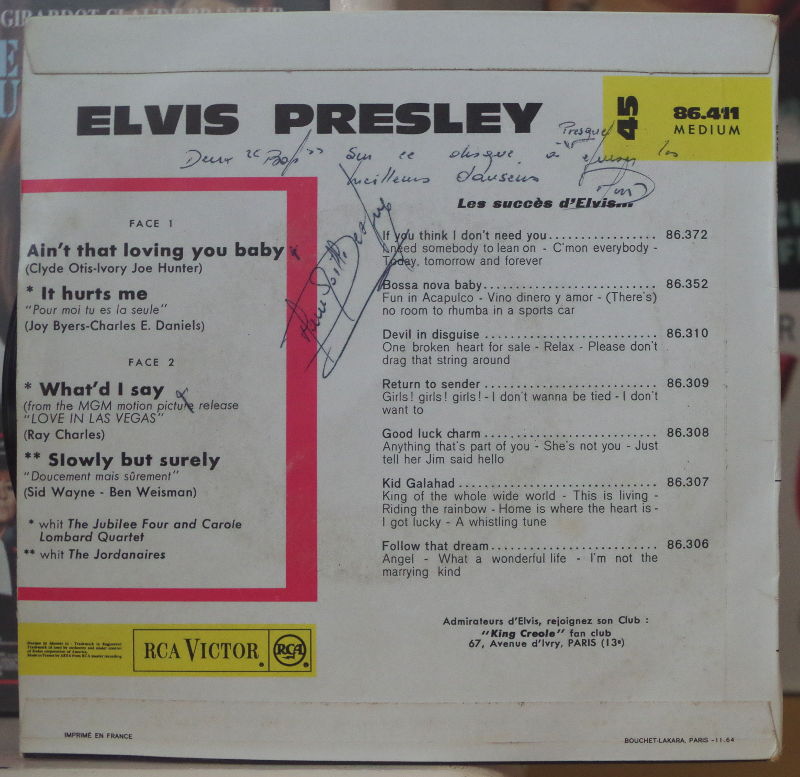 GIRARDOT CLAUDE BRASSEUR
ELVIS PRESLEY
45
86.411
MEDIUM
Presque
Deux "Bop" sur ce disque à les
meilleurs danseurs
FACE 1
Ain't that loving you baby
(Clyde Otis-Ivory Joe Hunter)
* It hurts me
"Pour moi tu es la seule"
(Joy Byers-Charles E. Daniels)
FACE 2
* What'd I say
(from the MGM motion picture release
"LOVE IN LAS VEGAS"
(Ray Charles)
** Slowly but surely
"Doucement mais sûrement"
(Sid Wayne - Ben Weisman)
* whit The Jubilee Four and Carole
Lombard Quartet
** whit The Jordanaires
Les succès d'Elvis...
If you think I don't need you.................. 86.372
I need somebody to lean on - C'mon everybody -
Today, tomorrow and forever
Bossa nova baby............................ 86.352
Fun in Acapulco - Vino dinero y amor - (There's)
no room to rhumba in a sports car
Devil in disguise ............................ 86.310
One broken heart for sale - Relax - Please don't
drag that string around
Return to sender ............................ 86.309
Girls! girls! girls! - I don't wanna be tied - I don't
want to
Good luck charm ............................ 86.308
Anything that's part of you - She's not you - Just
tell her Jim said hello
Kid Galahad ................................ 86.307
King of the whole wide world - This is living -
Riding the rainbow - Home is where the heart is -
I got lucky - A whistling tune
Follow that dream........................... 86.306
Angel - What a wonderful life - I'm not the
marrying kind
Admirateurs d'Elvis, rejoignez son Club :
"King Creole" fan club
67, Avenue d'Ivry, PARIS (13e)
RCA VICTOR
RCA
IMPRIMÉ EN FRANCE
BOUCHET-LAKARA, PARIS - 11.64